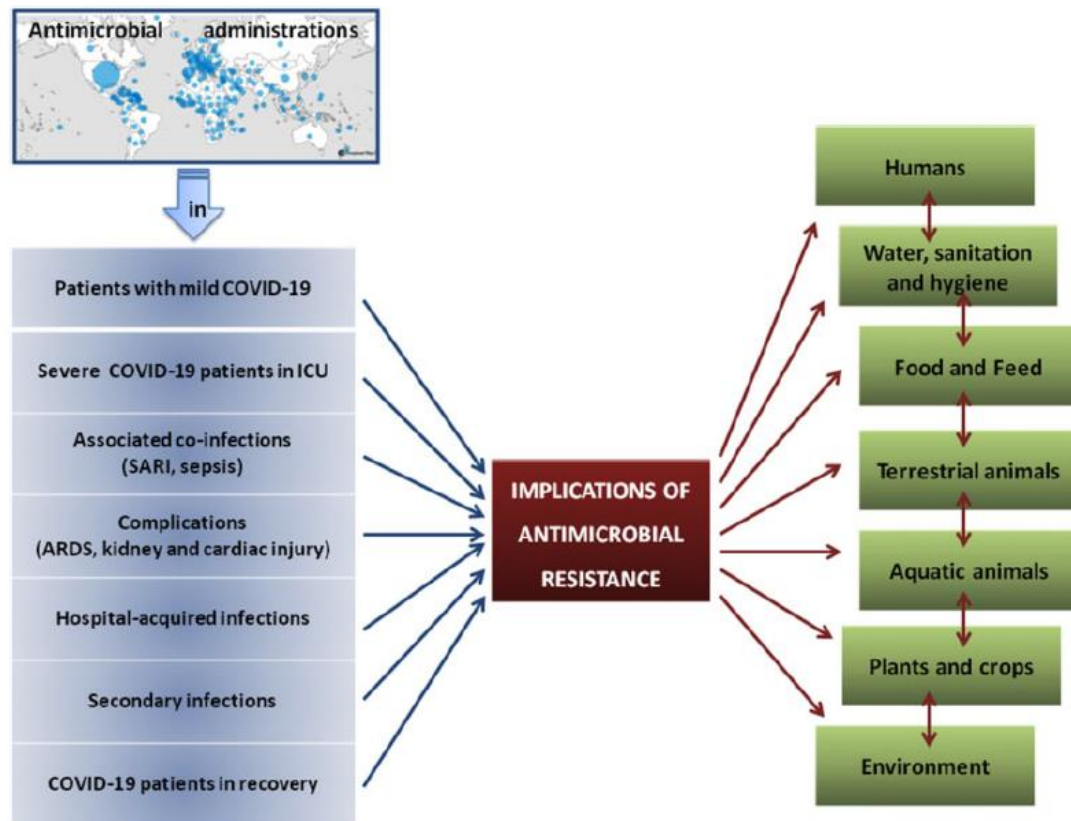 Antimicrobial administrations
in
Patients with mild COVID-19
Severe COVID-19 patients in ICU
Associated co-infections
(SARI, sepsis)
Complications
(ARDS, kidney and cardiac injury)
Hospital-acquired infections
Secondary infections
COVID-19 patients in recovery
IMPLICATIONS OF
ANTIMICROBIAL
RESISTANCE
Humans
Water, sanitation
and hygiene
Food and Feed
Terrestrial animals
Aquatic animals
Plants and crops
Environment